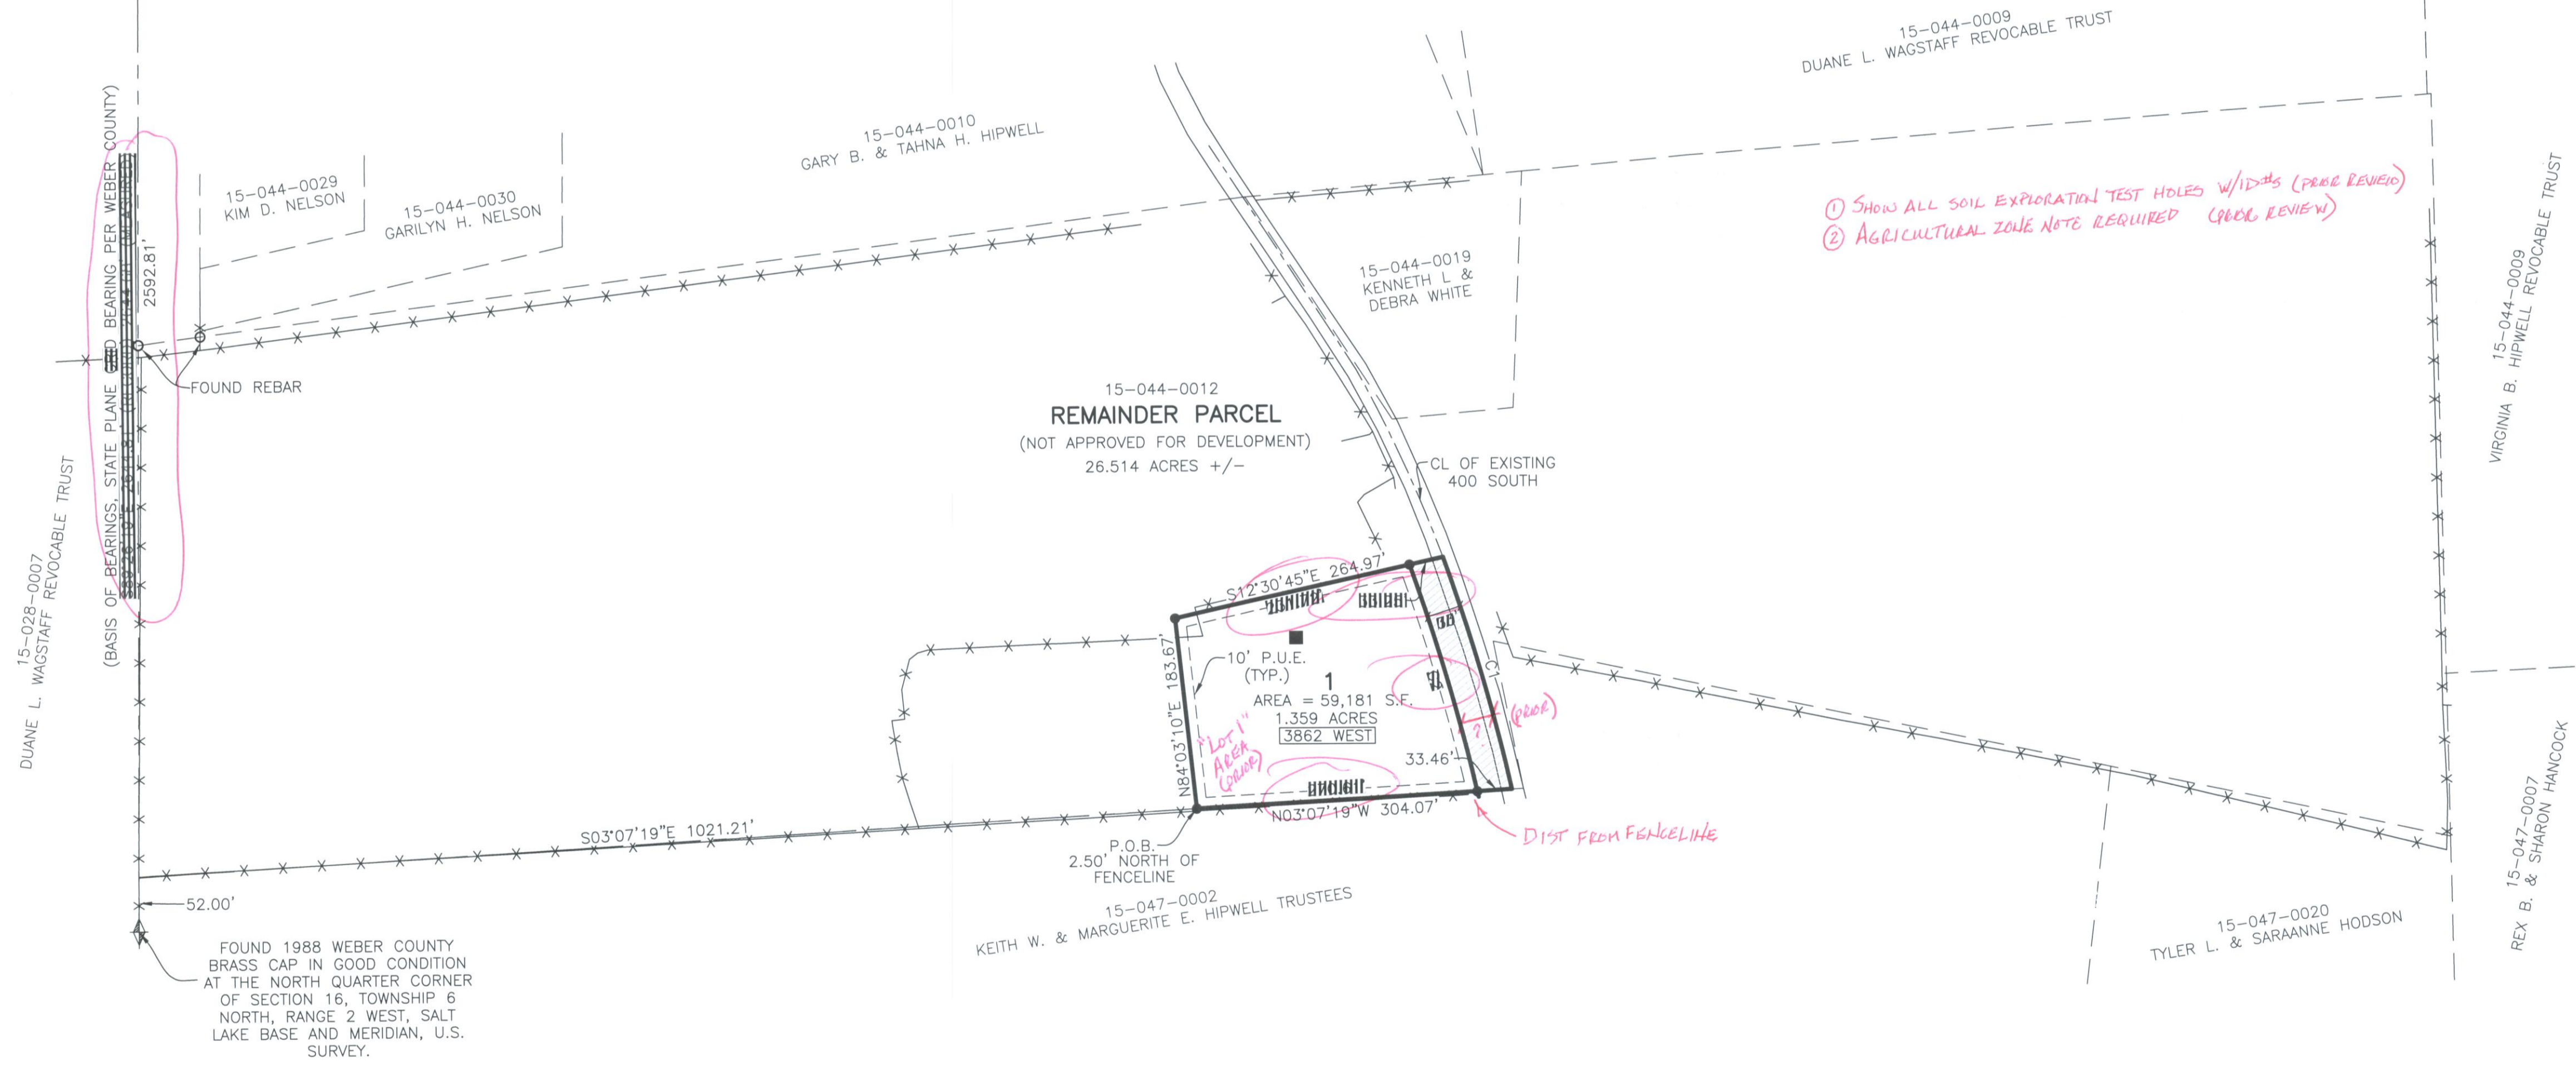 15-044-0009
DUANE L. WAGSTAFF REVOCABLE TRUST
15-044-0010
GARY B. & TAHNA H. HIPWELL
15-044-0029
KIM D. NELSON
15-044-0030
GARILYN H. NELSON
(BASIS OF BEARINGS, STATE PLANE BEARING PER WEBER COUNTY)
2592.81'
FOUND REBAR
15-028-0007
DUANE L. WAGSTAFF REVOCABLE TRUST
① SHOW ALL SOIL EXPLORATION TEST HOLES W/ID#s (PRIOR REVIEW)
② AGRICULTURAL ZONE NOTE REQUIRED (PRIOR REVIEW)
15-044-0019
KENNETH L &
DEBRA WHITE
15-044-0009
VIRGINIA B. HIPWELL REVOCABLE TRUST
15-044-0012
REMAINDER PARCEL
(NOT APPROVED FOR DEVELOPMENT)
26.514 ACRES +/-
CL OF EXISTING
400 SOUTH
S12°30'45"E 264.97'
N84°03'10"E 183.67'
10' P.U.E.
(TYP.)
1
AREA = 59,181 S.F.
1.359 ACRES
3862 WEST
C1
? (PRIOR)
"LOT 1"
AREA
(PRIOR)
33.46'
N03°07'19"W 304.07'
DIST FROM FENCELINE
S03°07'19"E 1021.21'
P.O.B.
2.50' NORTH OF
FENCELINE
15-047-0002
KEITH W. & MARGUERITE E. HIPWELL TRUSTEES
52.00'
FOUND 1988 WEBER COUNTY
BRASS CAP IN GOOD CONDITION
AT THE NORTH QUARTER CORNER
OF SECTION 16, TOWNSHIP 6
NORTH, RANGE 2 WEST, SALT
LAKE BASE AND MERIDIAN, U.S.
SURVEY.
15-047-0020
TYLER L. & SARAANNE HODSON
15-047-0007
REX B. & SHARON HANCOCK